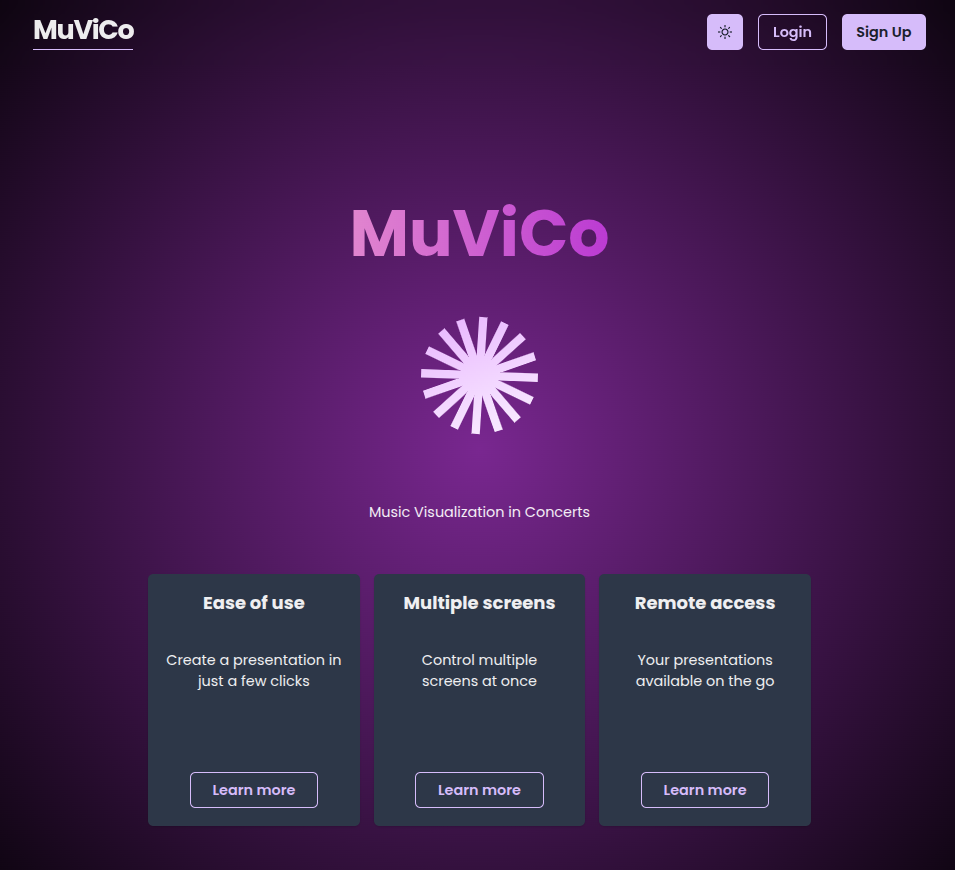 MuViCo
Login
Sign Up
MuViCo
Music Visualization in Concerts
Ease of use
Create a presentation in
just a few clicks
Learn more
Multiple screens
Control multiple
screens at once
Learn more
Remote access
Your presentations
available on the go
Learn more